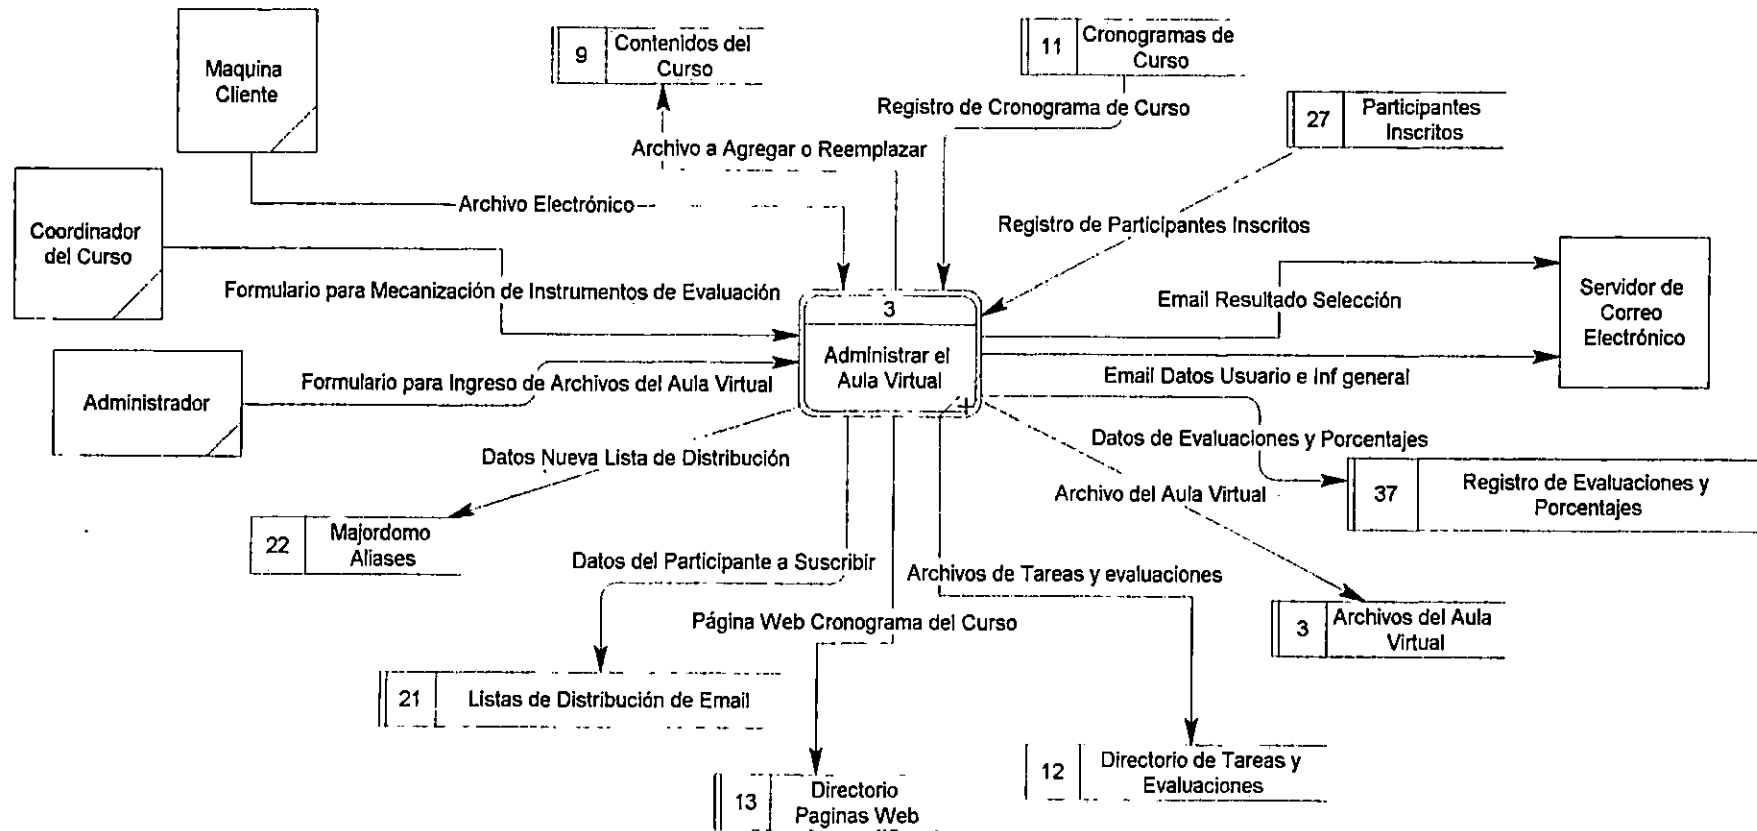 9
Contenidos del
Curso
11
Cronogramas de
Curso
Maquina
Cliente
Registro de Cronograma de Curso
27
Participantes
Inscritos
Archivo a Agregar o Reemplazar
Archivo Electrónico
Registro de Participantes Inscritos
Coordinador
del Curso
Formulario para Mecanización de Instrumentos de Evaluación
3
Administrar el
Aula Virtual
Email Resultado Selección
Servidor de
Correo
Electrónico
Administrador
Formulario para Ingreso de Archivos del Aula Virtual
Email Datos Usuario e Inf general
Datos Nueva Lista de Distribución
Datos de Evaluaciones y Porcentajes
Archivo del Aula Virtual
37
Registro de Evaluaciones y
Porcentajes
22
Majordomo
Aliases
Datos del Participante a Suscribir
Archivos de Tareas y evaluaciones
Página Web Cronograma del Curso
3
Archivos del Aula
Virtual
21
Listas de Distribución de Email
12
Directorio de Tareas y
Evaluaciones
13
Directorio
Paginas Web